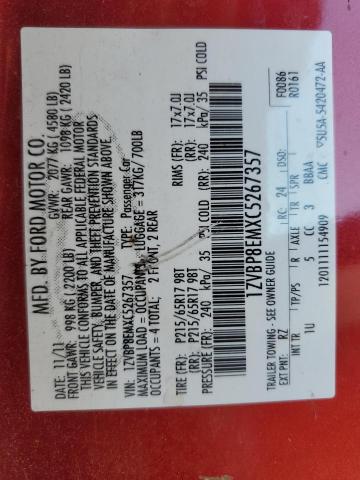 MFD. BY FORD MOTOR CO.
DATE: 11/11 GVWR: 2077 KG (4580 LB)
FRONT GAWR: 998 KG (2200 LB) REAR GAWR: 1098 KG (2420 LB)
THIS VEHICLE CONFORMS TO ALL APPLICABLE FEDERAL MOTOR
VEHICLE SAFETY, BUMPER, AND THEFT PREVENTION STANDARDS
IN EFFECT ON THE DATE OF MANUFACTURE SHOWN ABOVE.
VIN: 1ZVBP8EMXC5267357 TYPE: Passenger Car
MAXIMUM LOAD = OCCUPANTS + LUGGAGE = 317KG/700LB
OCCUPANTS = 4 TOTAL: 2 FRONT, 2 REAR
TIRE (FR): P215/65R17 98T RIMS (FR): 17x7.0J
(RR): P215/65R17 98T (RR): 17x7.0J
PRESSURE (FR): 240 kPa/ 35 PSI COLD (RR): 240 kPa/ 35 PSI COLD
1ZVBP8EMXC5267357
TRAILER TOWING - SEE OWNER GUIDE
EXT PNT: RZ RC: 24 DSO: F0086
R0161
INT TR TP/PS R AXLE TR SPR
1U 5 CC 3 BBAA
1201111154909 CMC ▽5U5A-5420472-AA